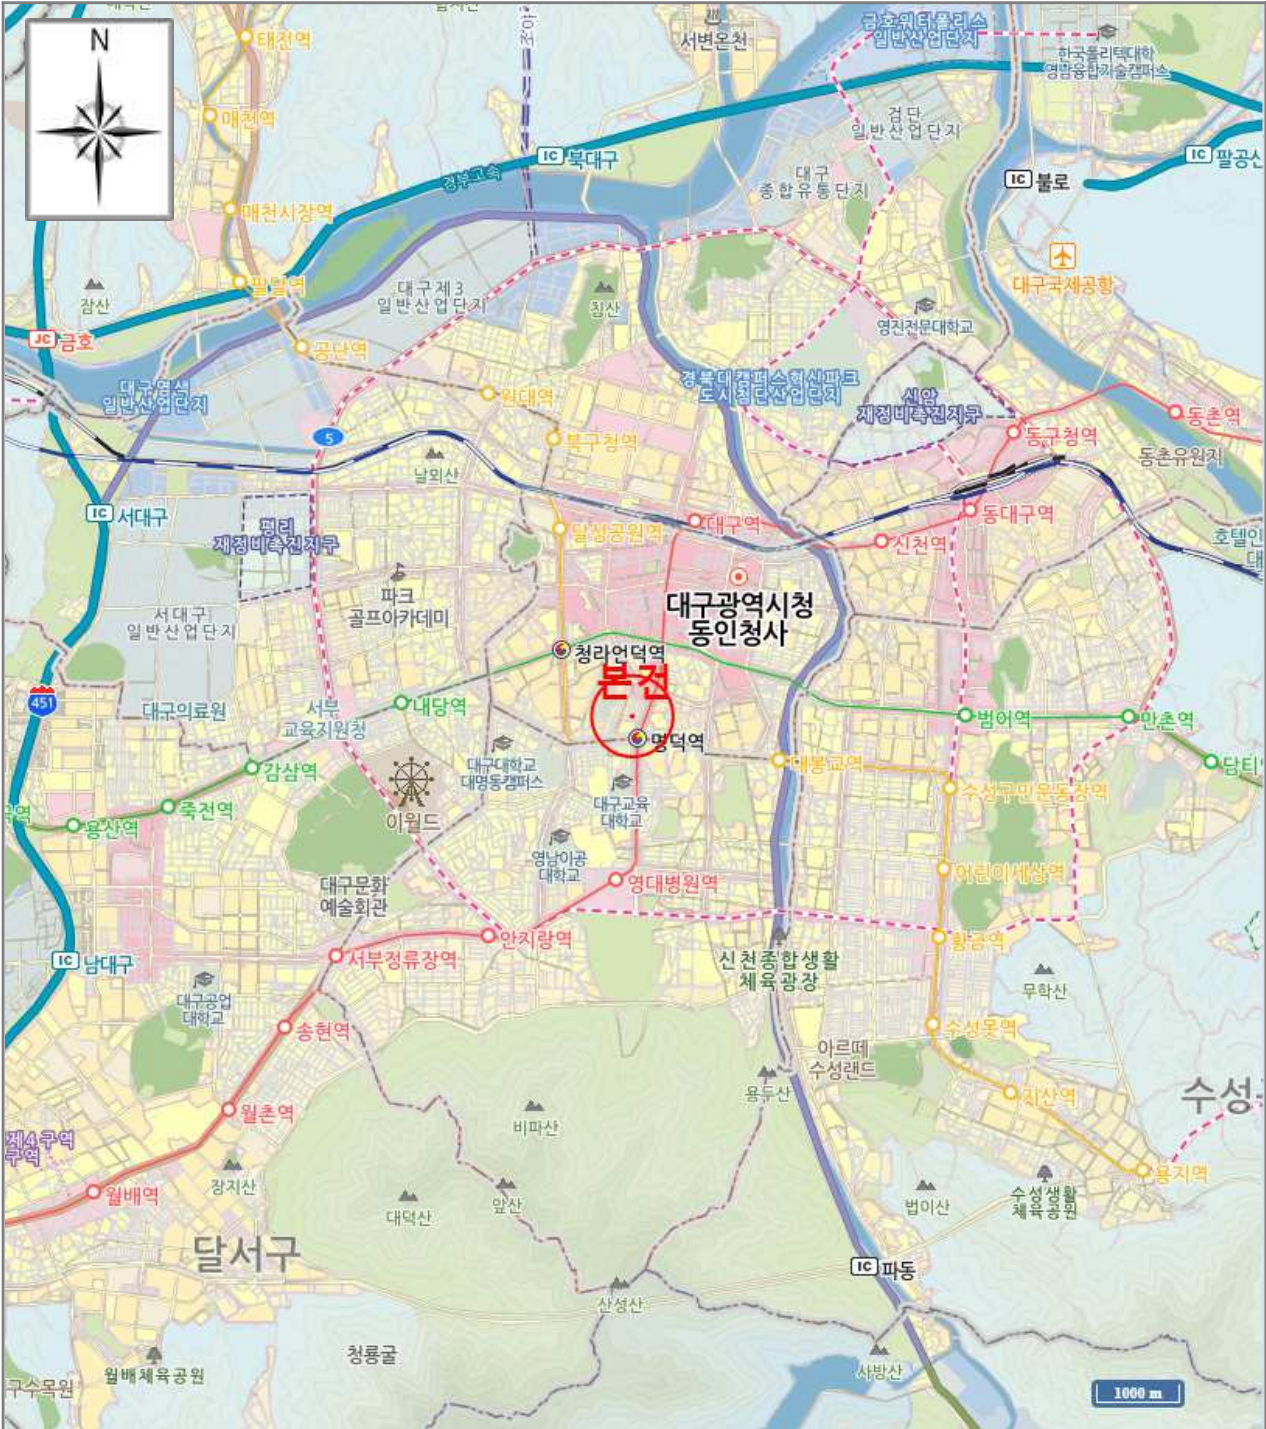 조야
서변온천
금호워터폴리스
일반산업단지
한국폴리텍대학
영남융합기술캠퍼스
N
태전역
매천역
검단
일반산업단지
IC 북대구
IC 팔공산
경부고속
대구
종합유통단지
IC 불로
매천시장역
대구국제공항
팔달역
대구제3
일반산업단지
잠산
침산
영진전문대학교
JC 금호
공단역
대구염색
일반산업단지
원대역
경북대캠퍼스혁신파크
도시첨단산업단지
신암
재정비촉진지구
동촌역
5
북구청역
동구청역
날뫼산
동촌유원지
IC 서대구
평리
재정비촉진지구
달성공원역
대구역
동대구역
신천역
호텔인
대
파크
골프아카데미
서대구
일반산업단지
대구광역시청
동인청사
청라언덕역
본건
451
대구의료원
서부
교육지원청
내당역
범어역
만촌역
명덕역
대구대학교
대명동캠퍼스
대봉교역
감삼역
담티
수성구민운동장역
죽전역
용산역
이월드
대구교육
대학교
영남이공
대학교
어린이세상역
영대병원역
대구문화
예술회관
안지랑역
황금역
서부정류장역
IC 남대구
신천종합생활
체육광장
무학산
대구공업
대학교
송현역
수성못역
아르떼
수성랜드
용두산
지산역
수성구
월촌역
비파산
제4구역
구역
장지산
월배역
앞산
대덕산
용지역
법이산
수성생활
체육공원
달서구
IC 파동
산성산
청룡굴
월배체육공원
사방산
구수목원
1000 m